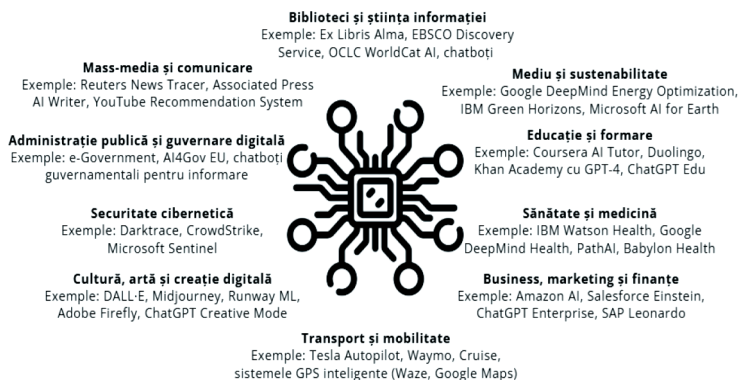 Biblioteci și știința informației
Exemple: Ex Libris Alma, EBSCO Discovery
Service, OCLC WorldCat AI, chatboți
Mass-media și comunicare
Exemple: Reuters News Tracer, Associated Press
AI Writer, YouTube Recommendation System
Mediu și sustenabilitate
Exemple: Google DeepMind Energy Optimization,
IBM Green Horizons, Microsoft AI for Earth
Administrație publică și guvernare digitală
Exemple: e-Government, AI4Gov EU, chatboți
guvernamentali pentru informare
Educație și formare
Exemple: Coursera AI Tutor, Duolingo,
Khan Academy cu GPT-4, ChatGPT Edu
Securitate cibernetică
Exemple: Darktrace, CrowdStrike,
Microsoft Sentinel
Sănătate și medicină
Exemple: IBM Watson Health, Google
DeepMind Health, PathAI, Babylon Health
Cultură, artă și creație digitală
Exemple: DALL·E, Midjourney, Runway ML,
Adobe Firefly, ChatGPT Creative Mode
Business, marketing și finanțe
Exemple: Amazon AI, Salesforce Einstein,
ChatGPT Enterprise, SAP Leonardo
Transport și mobilitate
Exemple: Tesla Autopilot, Waymo, Cruise,
sistemele GPS inteligente (Waze, Google Maps)